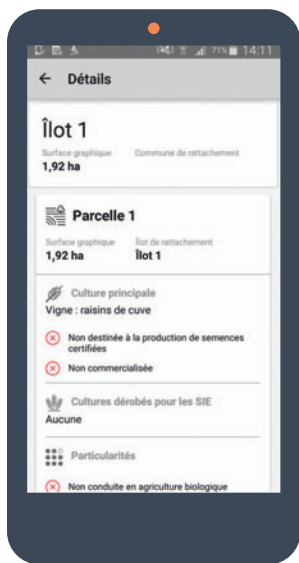 71% 14:11
Détails
Îlot 1
Surface graphique Commune de rattachement
1,92 ha
Parcelle 1
Surface graphique Îlot de rattachement
1,92 ha Îlot 1
Culture principale
Vigne : raisins de cuve
Non destinée à la production de semences
certifiées
Non commercialisée
Cultures dérobés pour les SIE
Aucune
Particularités
Non conduite en agriculture biologique